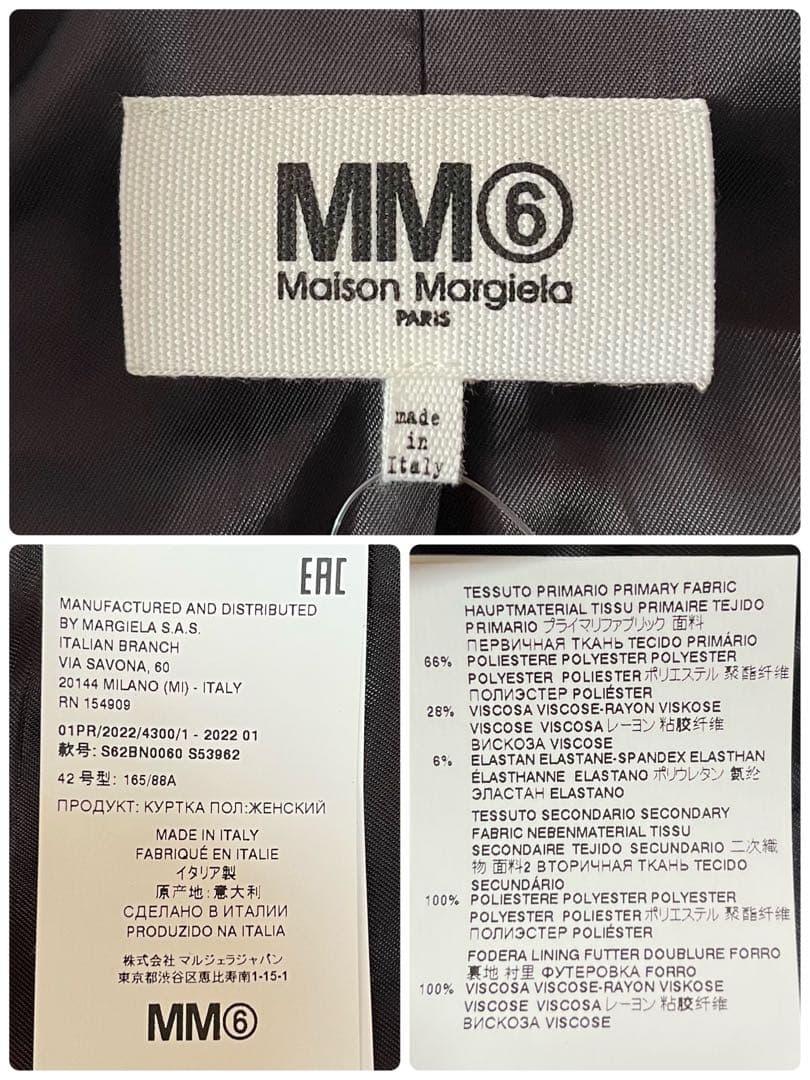 MM⑥
Maison Margiela
PARIS
made
in
Italy
EAC
MANUFACTURED AND DISTRIBUTED
BY MARGIELA S.A.S.
ITALIAN BRANCH
VIA SAVONA, 60
20144 MILANO (MI) - ITALY
RN 154909
01PR/2022/4300/1 - 2022 01
款号: S62BN0060 S53962
42 号型: 165/88A
ПРОДУКТ: КУРТКА ПОЛ:ЖЕНСКИЙ
MADE IN ITALY
FABRIQUÉ EN ITALIE
イタリア製
原产地:意大利
СДЕЛАНО В ИТАЛИИ
PRODUZIDO NA ITALIA
株式会社 マルジェラジャパン
東京都渋谷区恵比寿南1-15-1
MM⑥
TESSUTO PRIMARIO PRIMARY FABRIC
HAUPTMATERIAL TISSU PRIMAIRE TEJIDO
PRIMARIO プライマリファブリック 面料
ПЕРВИЧНАЯ ТКАНЬ TECIDO PRIMÁRIO
66% POLIESTERE POLYESTER POLYESTER
POLYESTER POLIESTER ポリエステル 聚酯纤维
ПОЛИЭСТЕР POLIÉSTER
28% VISCOSA VISCOSE-RAYON VISKOSE
VISCOSE VISCOSA レーヨン 粘胶纤维
ВИСКОЗА VISCOSE
6% ELASTAN ELASTANE-SPANDEX ELASTHAN
ÉLASTHANNE ELASTANO ポリウレタン 氨纶
ЭЛАСТАН ELASTANO
TESSUTO SECONDARIO SECONDARY
FABRIC NEBENMATERIAL TISSU
SECONDAIRE TEJIDO SECUNDARIO 二次織
物 面料2 ВТОРИЧНАЯ ТКАНЬ TECIDO
SECUNDÁRIO
100% POLIESTERE POLYESTER POLYESTER
POLYESTER POLIESTER ポリエステル 聚酯纤维
ПОЛИЭСТЕР POLIÉSTER
FODERA LINING FUTTER DOUBLURE FORRO
裏地 村里 ФУТЕРОВКА FORRO
100% VISCOSA VISCOSE-RAYON VISKOSE
VISCOSE VISCOSA レーヨン 粘胶纤维
ВИСКОЗА VISCOSE